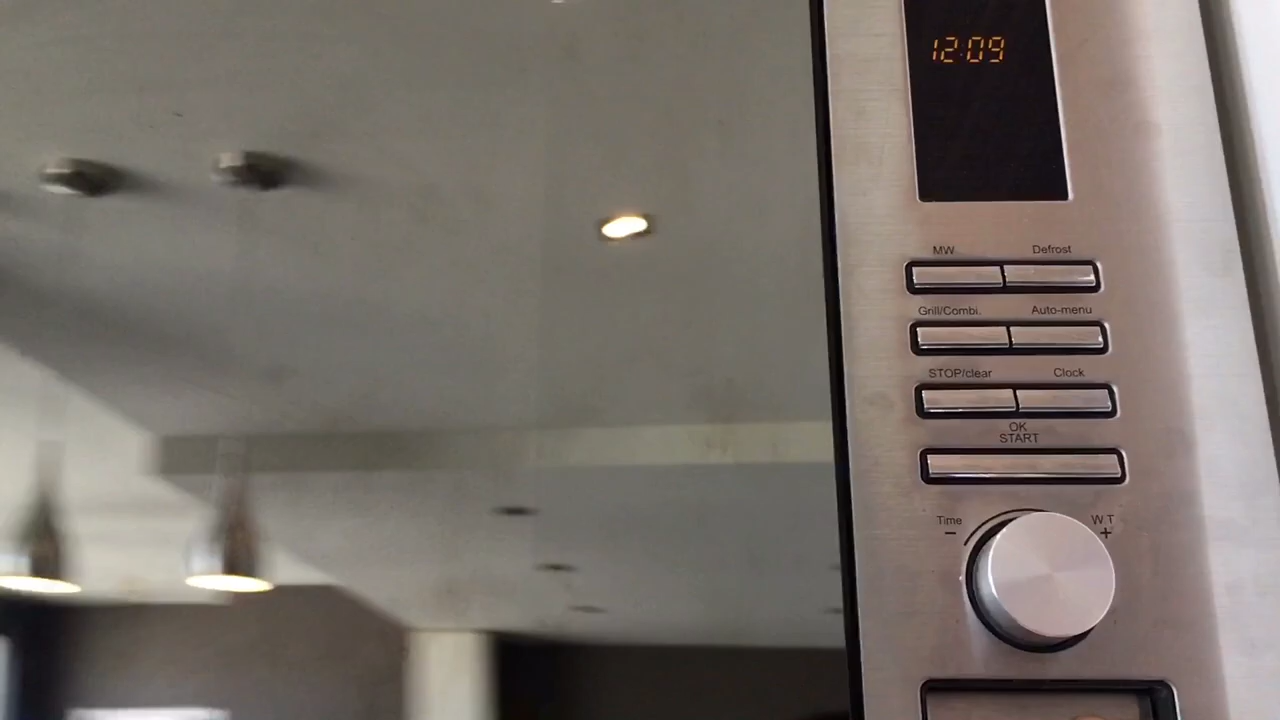 12:09
MW Defrost
Grill/Combi. Auto-menu
STOP/clear Clock
OK
START
Time W T
− +